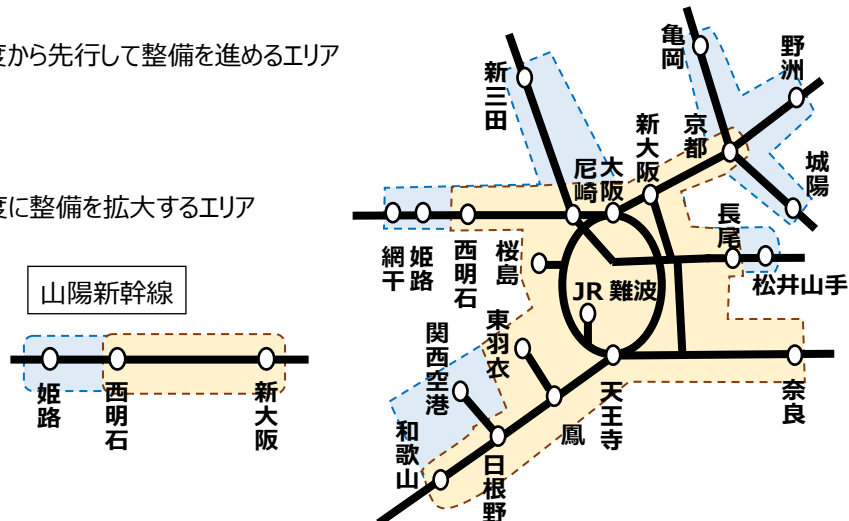 度から先行して整備を進めるエリア
度に整備を拡大するエリア
山陽新幹線
姫路
西明石
新大阪
新三田
亀岡
野洲
京都
新大阪
大阪
尼崎
城陽
長尾
松井山手
網干
姫路
西明石
桜島
JR 難波
東羽衣
関西空港
和歌山
日根野
鳳
天王寺
奈良